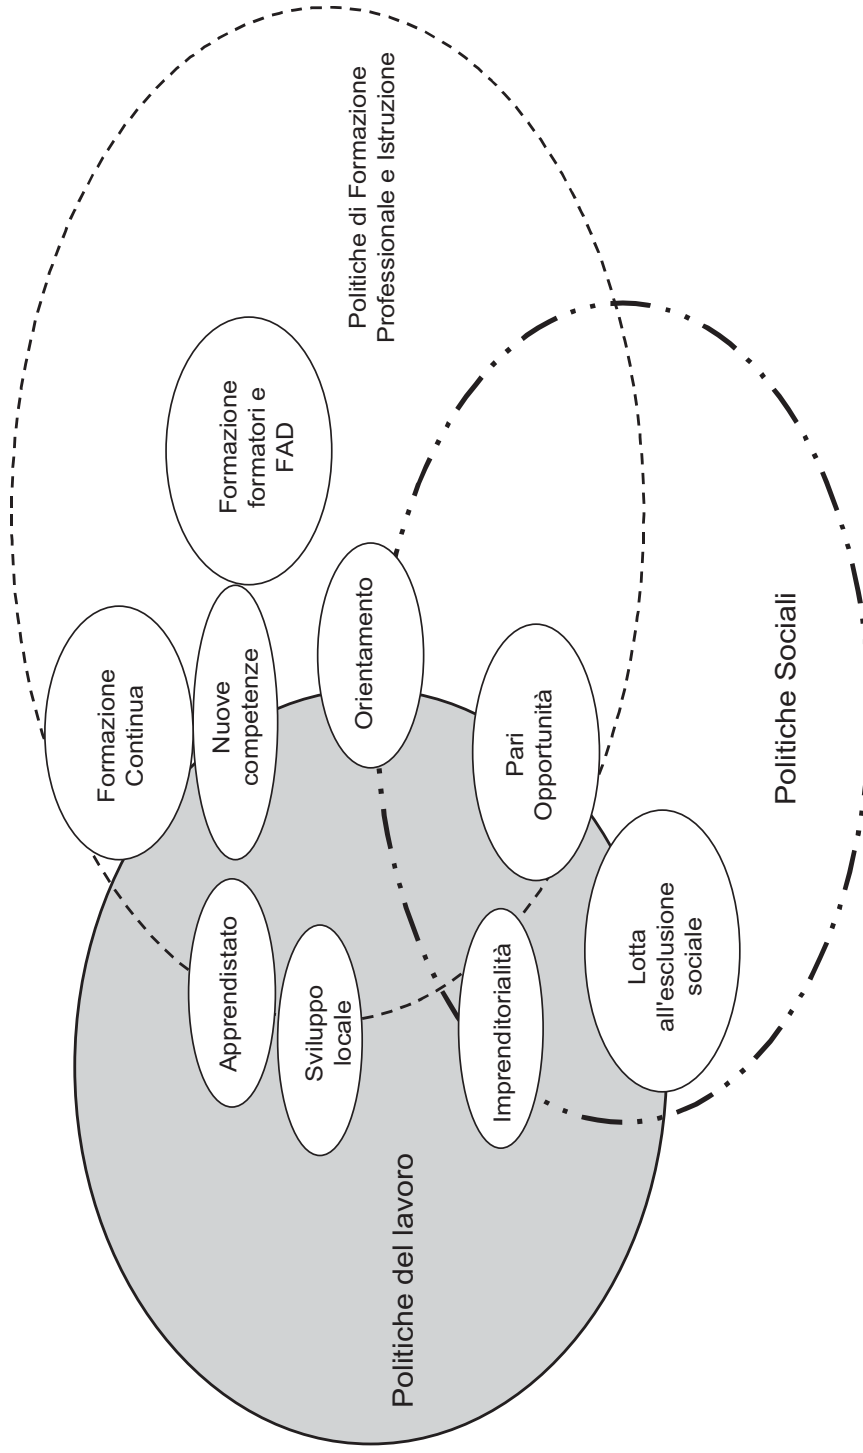 Politiche di Formazione
Professionale e Istruzione
Formazione
formatori e
FAD
Formazione
Continua
Nuove
competenze
Orientamento
Apprendistato
Sviluppo
locale
Pari
Opportunità
Imprenditorialità
Lotta
all'esclusione
sociale
Politiche del lavoro
Politiche Sociali